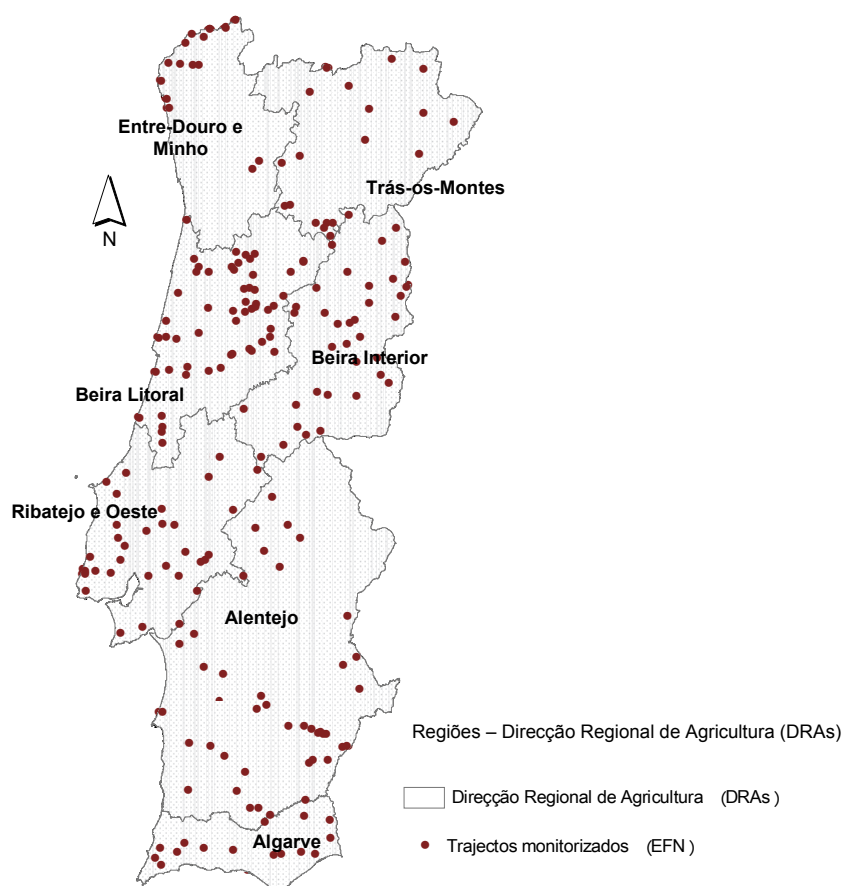 Entre-Douro e
Minho
Trás-os-Montes
N
Beira Interior
Beira Litoral
Ribatejo e Oeste
Alentejo
Regiões – Direcção Regional de Agricultura (DRAs)
Direcção Regional de Agricultura (DRAs )
Algarve
Trajectos monitorizados (EFN)